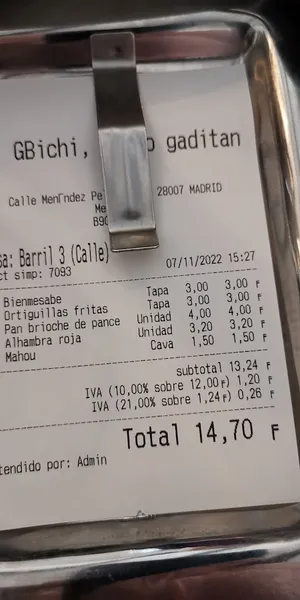 GBichi, o gaditan
Calle Menlndez Pe 28007 MADRID
Me
B90
sa: Barril 3 (Calle)
ct simp: 7093 07/11/2022 15:27
Bienmesabe Tapa 3,00 3,00 F
Ortiguillas fritas Tapa 3,00 3,00 F
Pan brioche de pance Unidad 4,00 4,00 F
Alhambra roja Unidad 3,20 3,20 F
Mahou Cava 1,50 1,50 F
subtotal 13,24 F
IVA (10,00% sobre 12,00F) 1,20 F
IVA (21,00% sobre 1,24F) 0,26 F
Total 14,70 F
tendido por: Admin